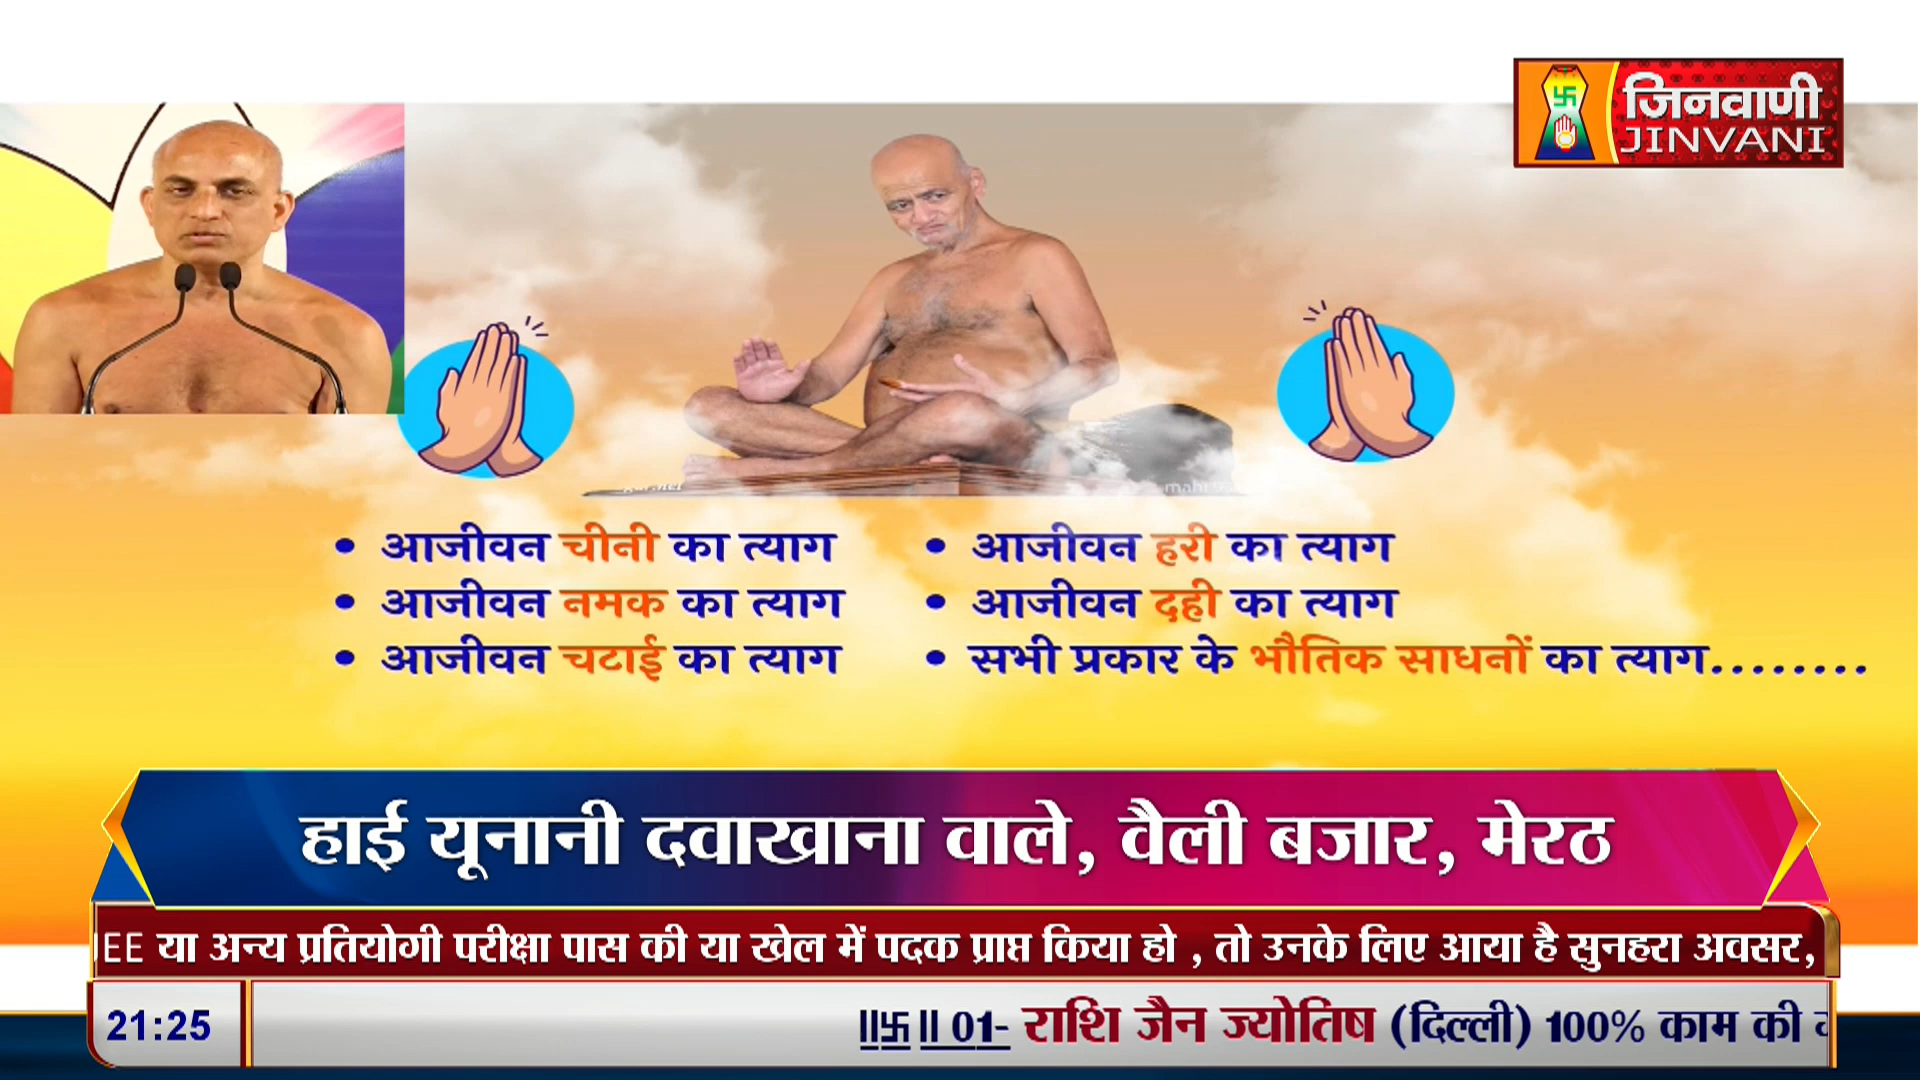 जिनवाणी
JINVANI
• आजीवन चीनी का त्याग
• आजीवन नमक का त्याग
• आजीवन चटाई का त्याग
• आजीवन हरी का त्याग
• आजीवन दही का त्याग
• सभी प्रकार के भौतिक साधनों का त्याग........
हाई यूनानी दवाखाना वाले, वैली बजार, मेरठ
EE या अन्य प्रतियोगी परीक्षा पास की या खेल में पदक प्राप्त किया हो , तो उनके लिए आया है सुनहरा अवसर,
21:25
||卐 || 01- राशि जैन ज्योतिष (दिल्ली) 100% काम की